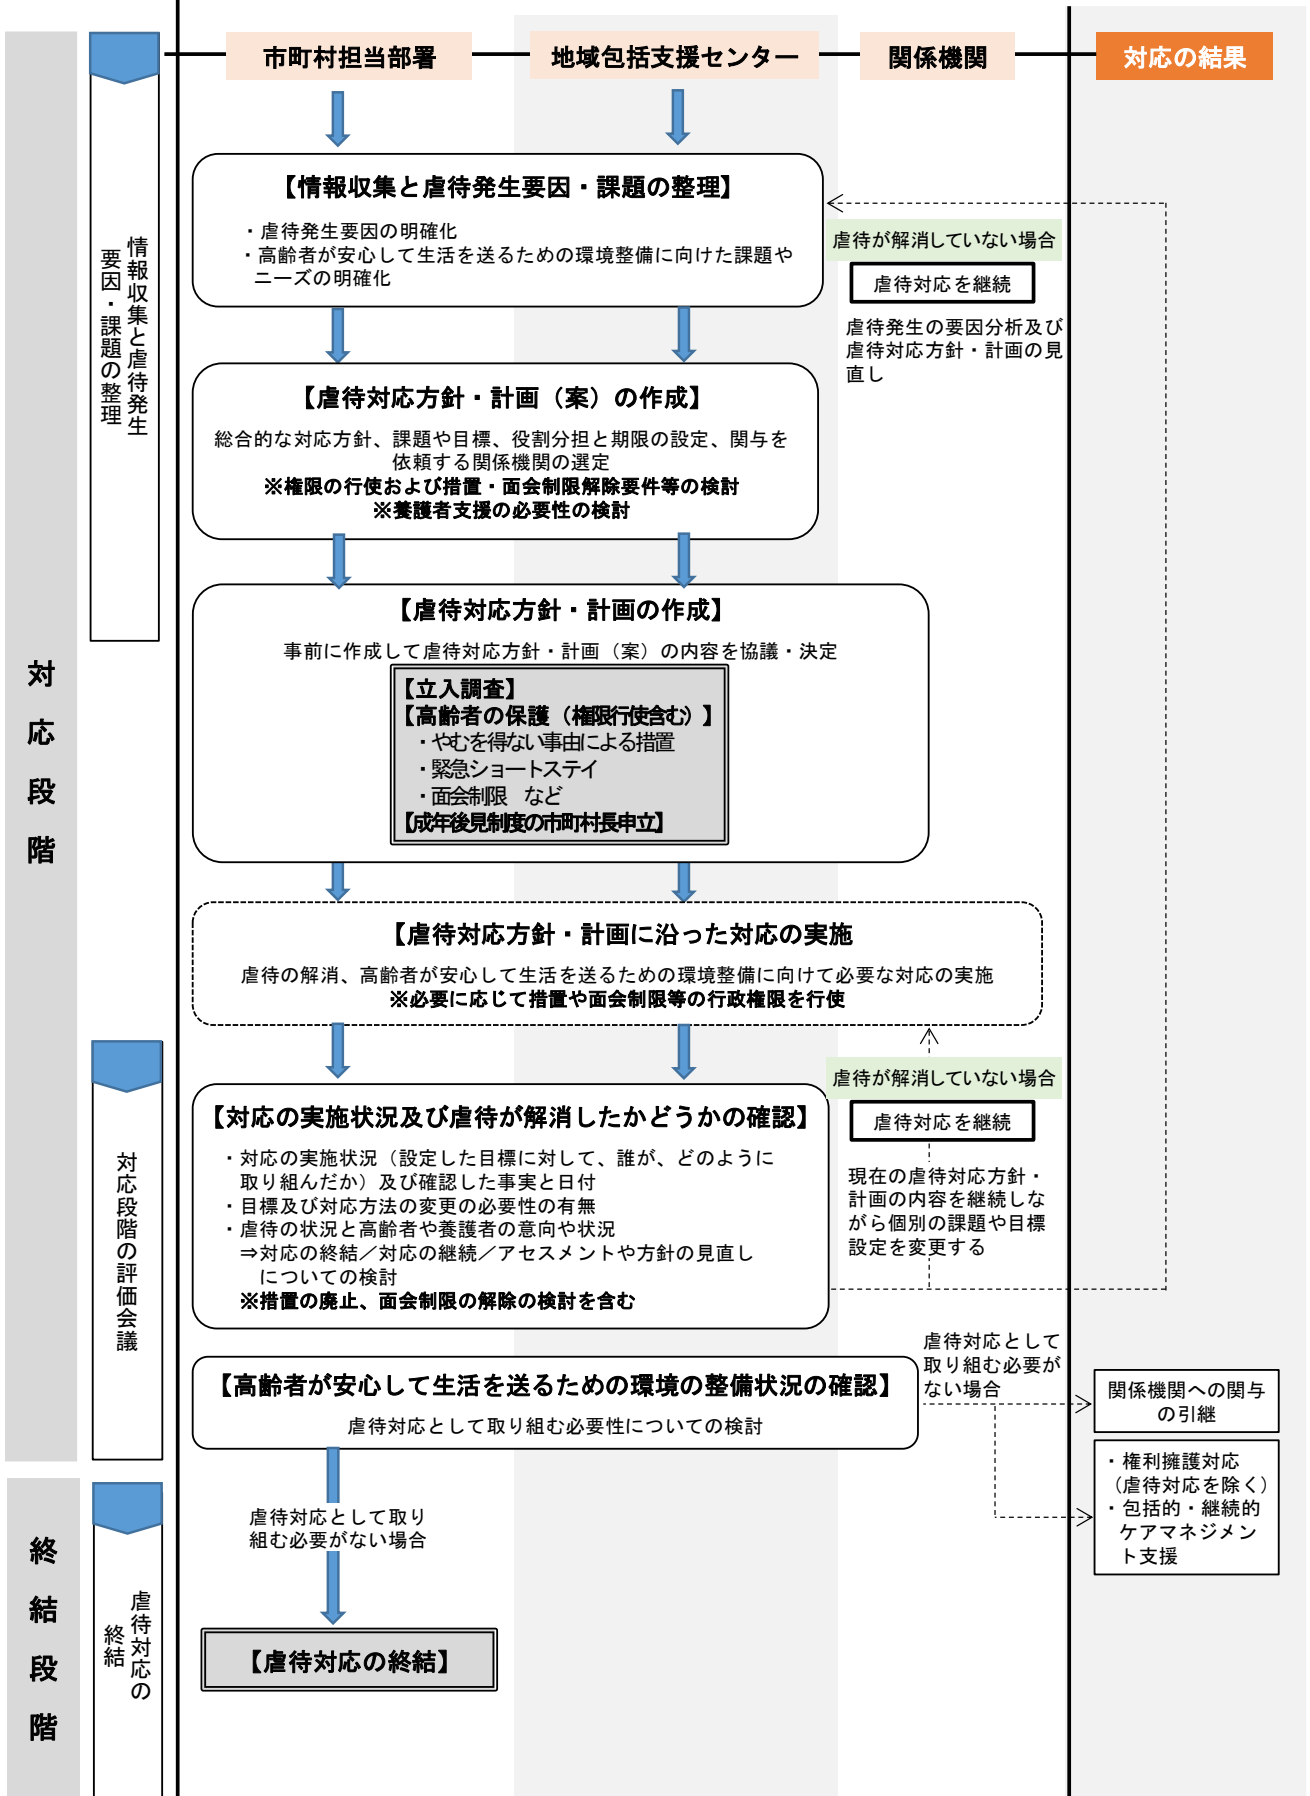 市町村担当部署
地域包括支援センター
関係機関
対応の結果
対応段階
情報収集と虐待発生
要因・課題の整理
【情報収集と虐待発生要因・課題の整理】
・虐待発生要因の明確化
・高齢者が安心して生活を送るための環境整備に向けた課題や
ニーズの明確化
虐待が解消していない場合
虐待対応を継続
虐待発生の要因分析及び
虐待対応方針・計画の見
直し
【虐待対応方針・計画（案）の作成】
総合的な対応方針、課題や目標、役割分担と期限の設定、関与を
依頼する関係機関の選定
※権限の行使および措置・面会制限解除要件等の検討
※養護者支援の必要性の検討
【虐待対応方針・計画の作成】
事前に作成して虐待対応方針・計画（案）の内容を協議・決定
【立入調査】
【高齢者の保護（権限行使含む）】
・やむを得ない事由による措置
・緊急ショートステイ
・面会制限　など
【成年後見制度の市町村長申立】
【虐待対応方針・計画に沿った対応の実施
虐待の解消、高齢者が安心して生活を送るための環境整備に向けて必要な対応の実施
※必要に応じて措置や面会制限等の行政権限を行使
対応段階の評価会議
【対応の実施状況及び虐待が解消したかどうかの確認】
・対応の実施状況（設定した目標に対して、誰が、どのように
取り組んだか）及び確認した事実と日付
・目標及び対応方法の変更の必要性の有無
・虐待の状況と高齢者や養護者の意向や状況
⇒対応の終結／対応の継続／アセスメントや方針の見直し
についての検討
※措置の廃止、面会制限の解除の検討を含む
虐待が解消していない場合
虐待対応を継続
現在の虐待対応方針・
計画の内容を継続しな
がら個別の課題や目標
設定を変更する
【高齢者が安心して生活を送るための環境の整備状況の確認】
虐待対応として取り組む必要性についての検討
虐待対応として
取り組む必要が
ない場合
関係機関への関与
の引継
・権利擁護対応
（虐待対応を除く）
・包括的・継続的
ケアマネジメン
ト支援
終結段階
虐待対応の
終結
虐待対応として取り
組む必要がない場合
【虐待対応の終結】